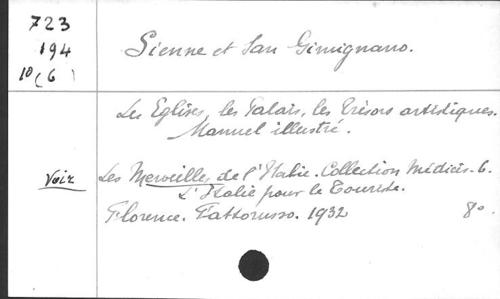 723
194
10(6)
Sienne et San Gimignano.
Les Eglises, les Palais, les Trésors artistiques.
Manuel illustré.
Voir
Les Merveilles de l'Italie. Collection Médicis. 6.
L'Italie pour le Touriste.
Florence. Fattorusso. 1932 8o.